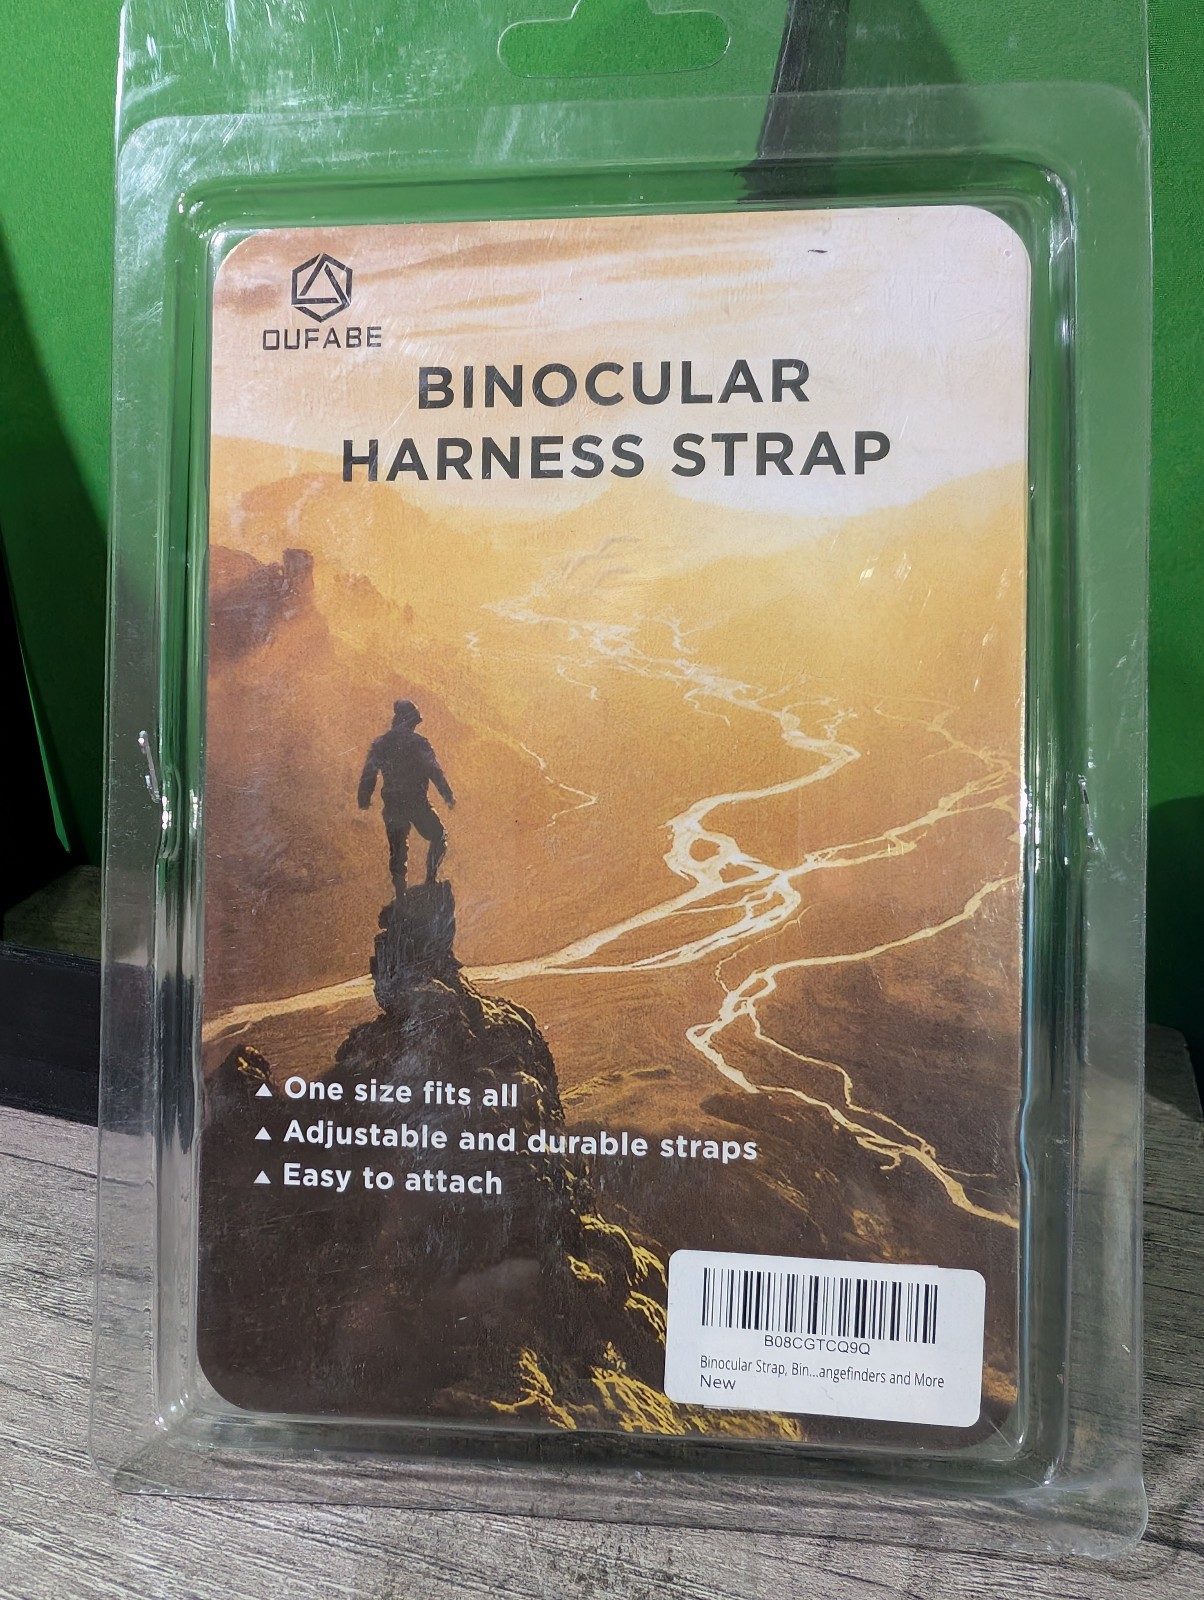 OUFABE
BINOCULAR
HARNESS STRAP
▲ One size fits all
▲ Adjustable and durable straps
▲ Easy to attach
B08CGTCQ9Q
Binocular Strap, Bin...angefinders and More
New